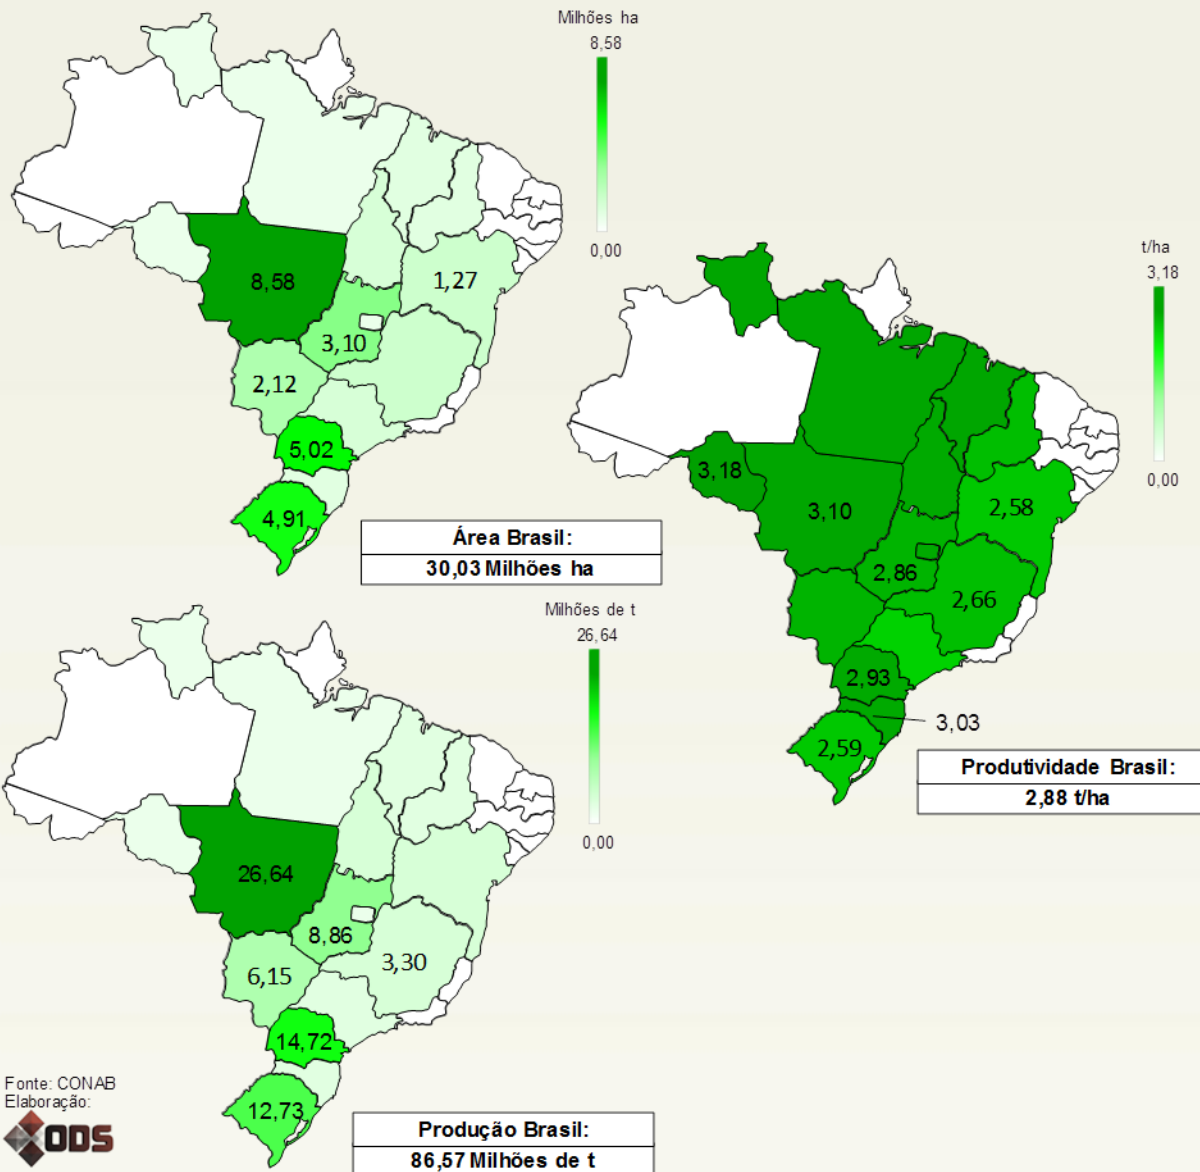 Milhões ha
8,58
0,00
8,58
1,27
3,10
2,12
5,02
4,91
Área Brasil:
30,03 Milhões ha
t/ha
3,18
0,00
3,18
3,10
2,58
2,86
2,66
2,93
3,03
2,59
Produtividade Brasil:
2,88 t/ha
Milhões de t
26,64
0,00
26,64
8,86
3,30
6,15
14,72
12,73
Produção Brasil:
86,57 Milhões de t
Fonte: CONAB
Elaboração:
ODS